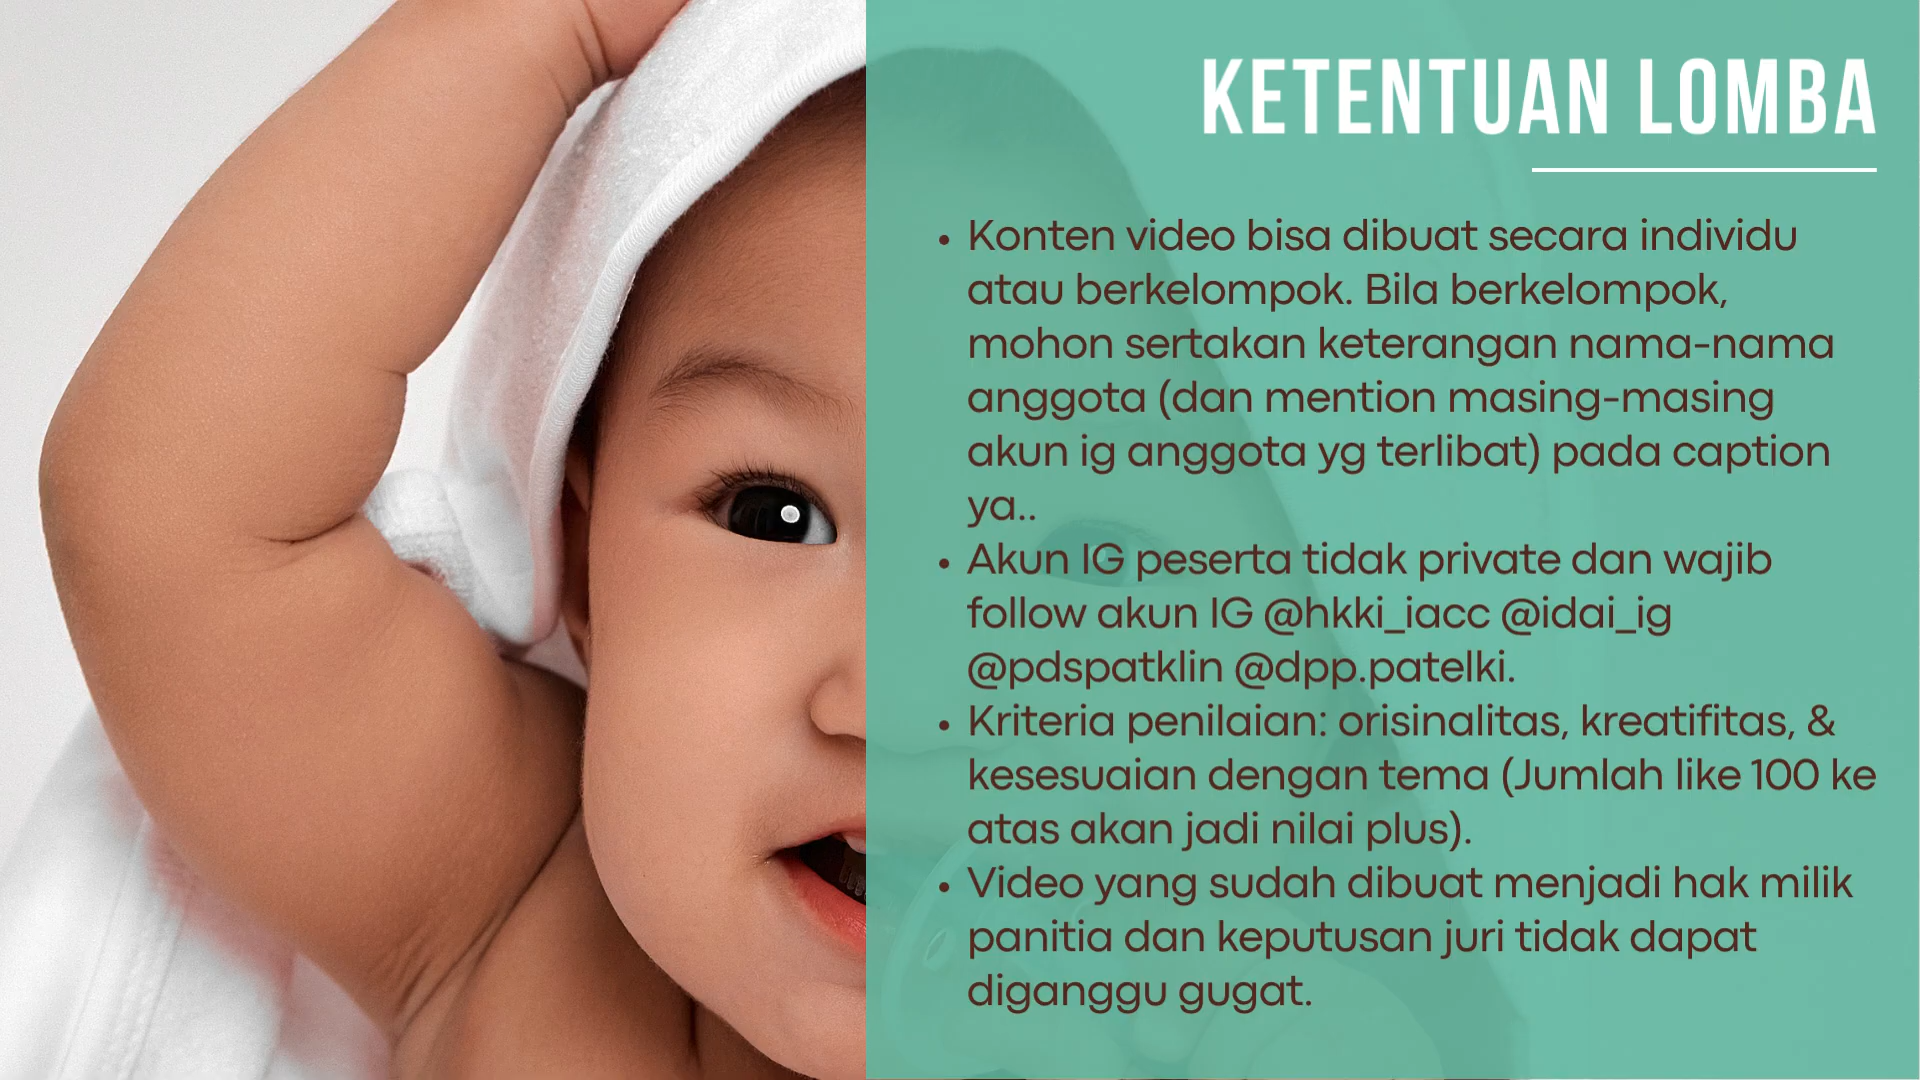 KETENTUAN LOMBA
• Konten video bisa dibuat secara individu
atau berkelompok. Bila berkelompok,
mohon sertakan keterangan nama-nama
anggota (dan mention masing-masing
akun ig anggota yg terlibat) pada caption
ya..
• Akun IG peserta tidak private dan wajib
follow akun IG @hkki_iacc @idai_ig
@pdspatklin @dpp.patelki.
• Kriteria penilaian: orisinalitas, kreatifitas, &
kesesuaian dengan tema (Jumlah like 100 ke
atas akan jadi nilai plus).
• Video yang sudah dibuat menjadi hak milik
panitia dan keputusan juri tidak dapat
diganggu gugat.